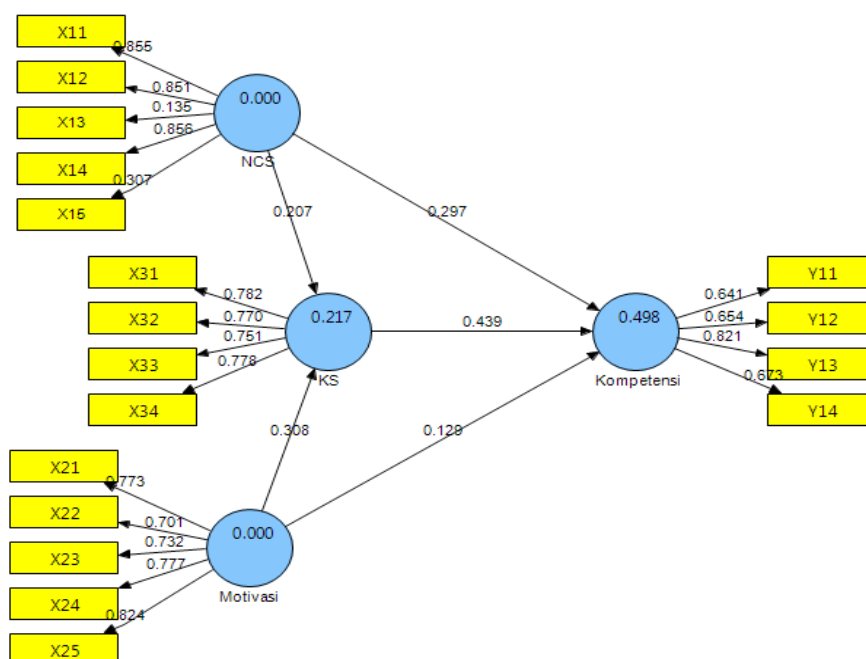 X11
0.855
X12
0.851
X13
0.135
X14
0.856
X15
0.307
0.000
NCS
0.207
0.297
X31
0.782
X32
0.770
X33
0.751
X34
0.778
0.217
KS
0.439
0.498
Kompetensi
Y11
0.641
Y12
0.654
Y13
0.821
Y14
0.673
0.308
0.129
X21
0.773
X22
0.701
X23
0.732
X24
0.777
X25
0.824
0.000
Motivasi